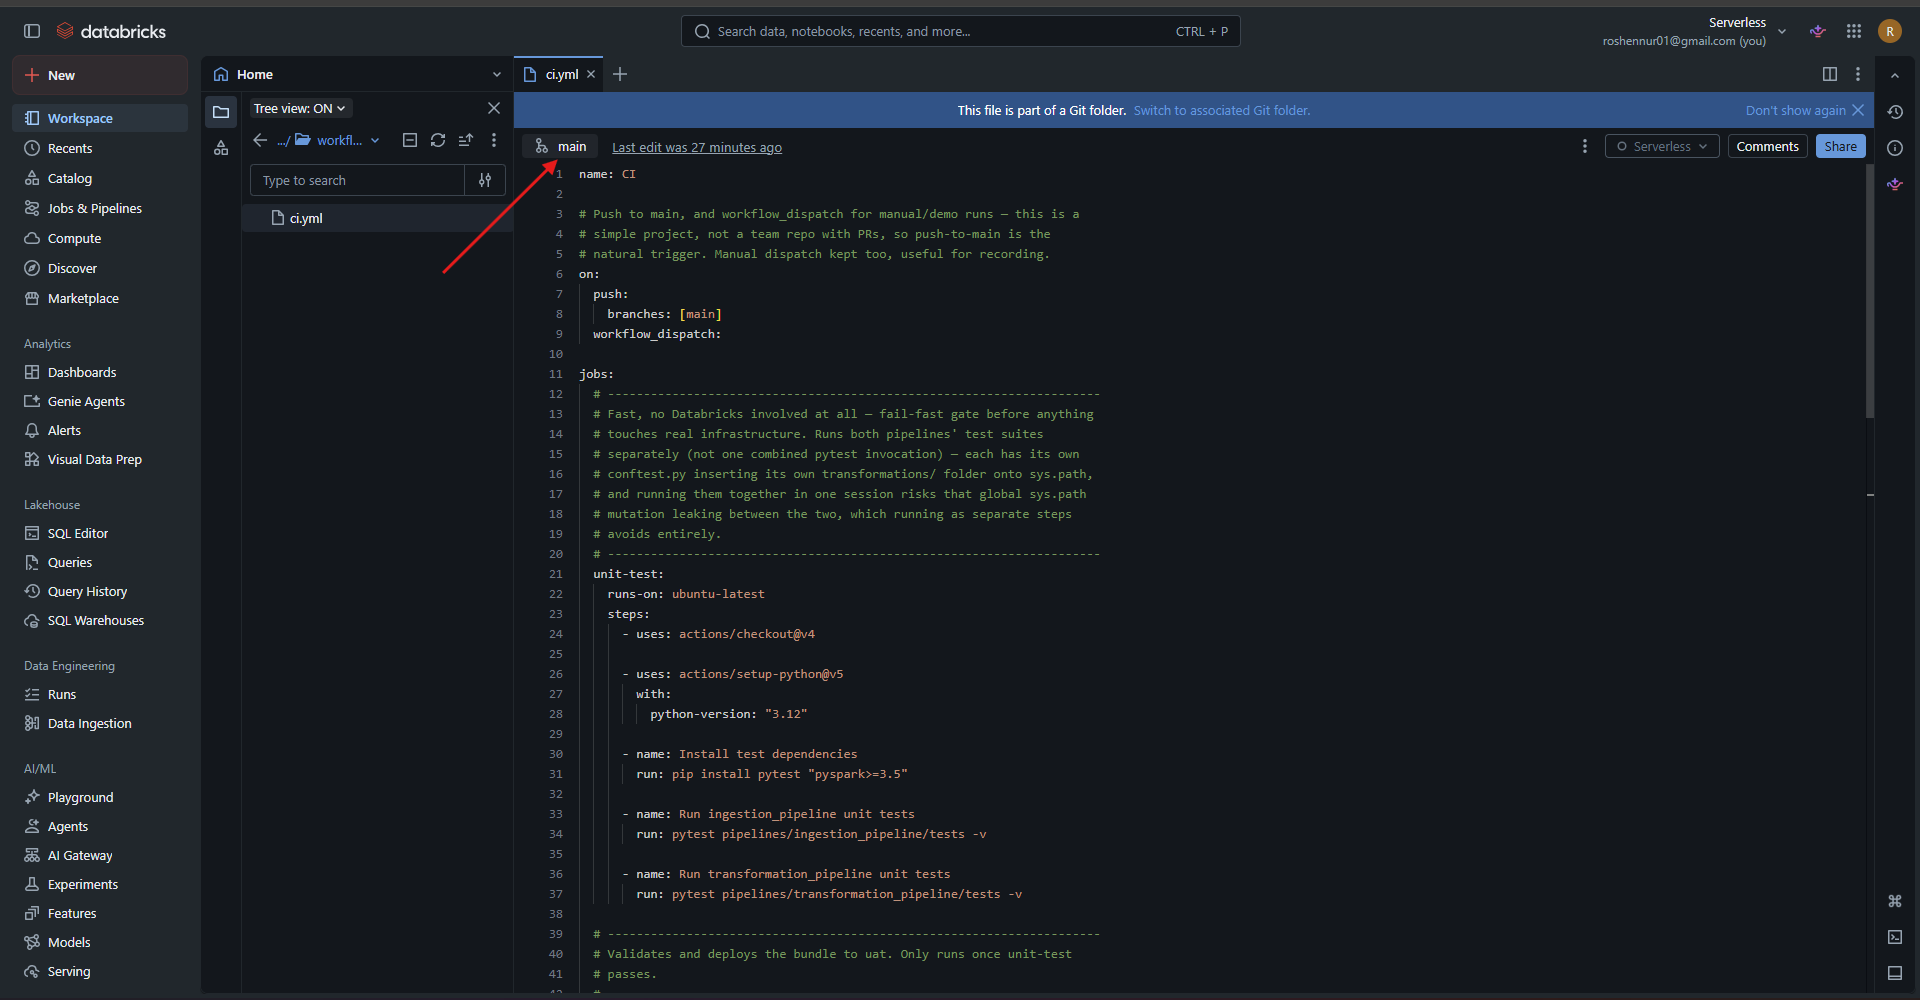 databricks
Search data, notebooks, recents, and more...
CTRL + P
Serverless
roshennur01@gmail.com (you)
R
New
Workspace
Recents
Catalog
Jobs & Pipelines
Compute
Discover
Marketplace
Analytics
Dashboards
Genie Agents
Alerts
Visual Data Prep
Lakehouse
SQL Editor
Queries
Query History
SQL Warehouses
Data Engineering
Runs
Data Ingestion
AI/ML
Playground
Agents
AI Gateway
Experiments
Features
Models
Serving
Home
Tree view: ON
.../ workfl...
Type to search
ci.yml
ci.yml
This file is part of a Git folder. Switch to associated Git folder.
Don't show again
main
Last edit was 27 minutes ago
Serverless
Comments
Share
1 name: CI
2
3 # Push to main, and workflow_dispatch for manual/demo runs — this is a
4 # simple project, not a team repo with PRs, so push-to-main is the
5 # natural trigger. Manual dispatch kept too, useful for recording.
6 on:
7 push:
8 branches: [main]
9 workflow_dispatch:
10
11 jobs:
12 # ---------------------------------------------------------------------
13 # Fast, no Databricks involved at all — fail-fast gate before anything
14 # touches real infrastructure. Runs both pipelines' test suites
15 # separately (not one combined pytest invocation) — each has its own
16 # conftest.py inserting its own transformations/ folder onto sys.path,
17 # and running them together in one session risks that global sys.path
18 # mutation leaking between the two, which running as separate steps
19 # avoids entirely.
20 # ---------------------------------------------------------------------
21 unit-test:
22 runs-on: ubuntu-latest
23 steps:
24 - uses: actions/checkout@v4
25
26 - uses: actions/setup-python@v5
27 with:
28 python-version: "3.12"
29
30 - name: Install test dependencies
31 run: pip install pytest "pyspark>=3.5"
32
33 - name: Run ingestion_pipeline unit tests
34 run: pytest pipelines/ingestion_pipeline/tests -v
35
36 - name: Run transformation_pipeline unit tests
37 run: pytest pipelines/transformation_pipeline/tests -v
38
39 # ---------------------------------------------------------------------
40 # Validates and deploys the bundle to uat. Only runs once unit-test
41 # passes.